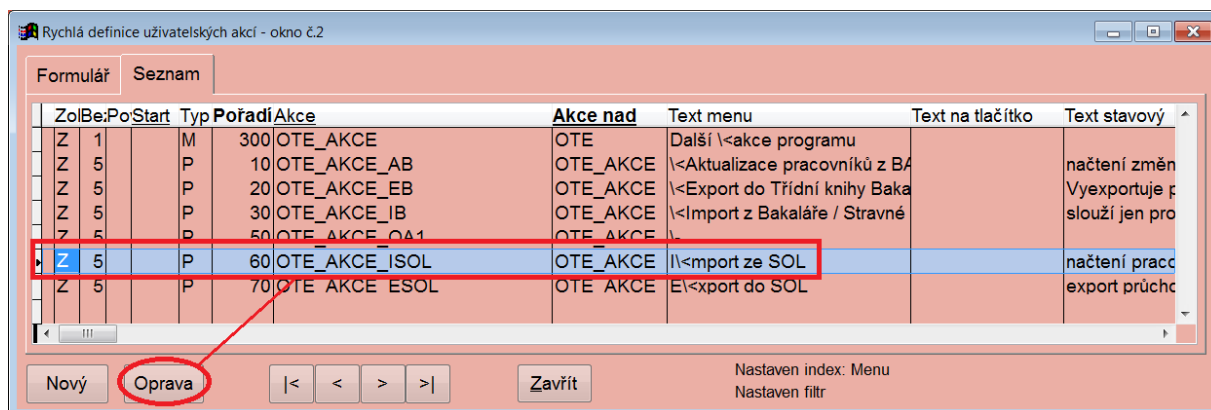 Rychlá definice uživatelských akcí - okno č.2
Formulář Seznam
Zol Be: Po Start Typ Pořadí Akce Akce nad Text menu Text na tlačítko Text stavový
Z 1 M 300 OTE_AKCE OTE Další \<akce programu
Z 5 P 10 OTE_AKCE_AB OTE_AKCE \<Aktualizace pracovníků z BA načtení změn
Z 5 P 20 OTE_AKCE_EB OTE_AKCE \<Export do Třídní knihy Baka Vyexportuje p
Z 5 P 30 OTE_AKCE_IB OTE_AKCE \<Import z Bakaláře / Stravné slouží jen pro
Z 5 P 50 OTE_AKCE_OA1 OTE_AKCE \-
Z 5 P 60 OTE_AKCE_ISOL OTE_AKCE I\<mport ze SOL načtení praco
Z 5 P 70 OTE_AKCE_ESOL OTE_AKCE E\<xport do SOL export průcho
Nový Oprava |< < > >| Zavřít Nastaven index: Menu
Nastaven filtr